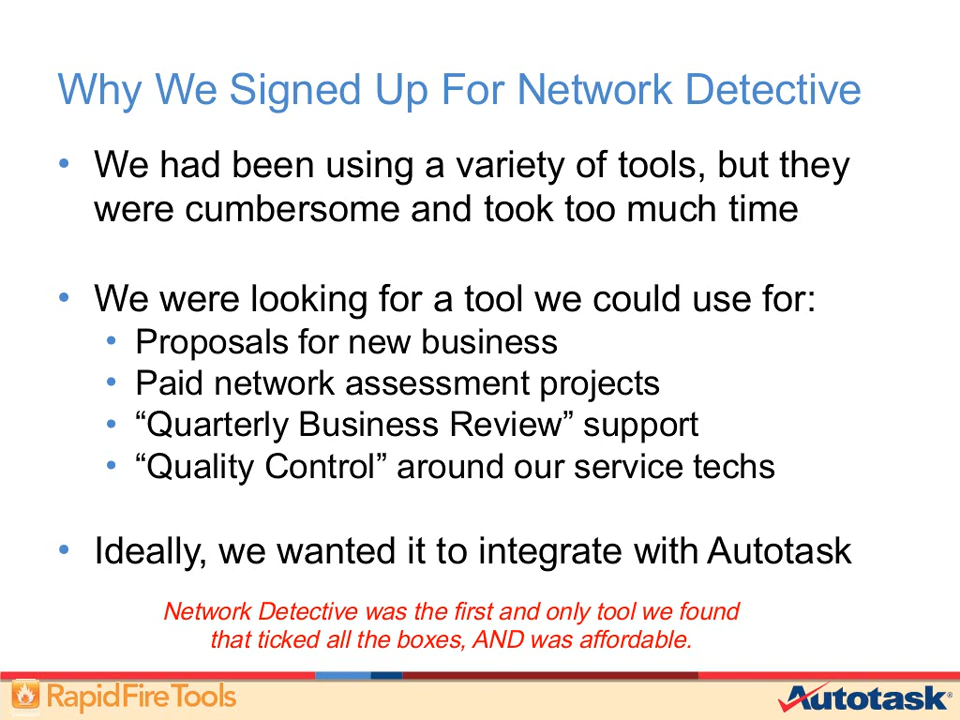 Why We Signed Up For Network Detective
• We had been using a variety of tools, but they
were cumbersome and took too much time
• We were looking for a tool we could use for:
• Proposals for new business
• Paid network assessment projects
• “Quarterly Business Review” support
• “Quality Control” around our service techs
• Ideally, we wanted it to integrate with Autotask
Network Detective was the first and only tool we found
that ticked all the boxes, AND was affordable.
RapidFireTools
Autotask®